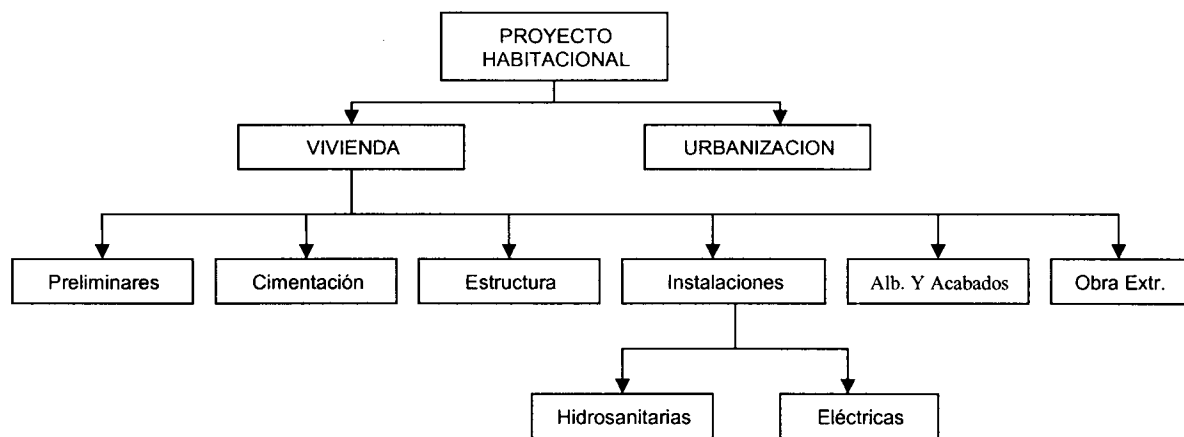 PROYECTO
HABITACIONAL
VIVIENDA
URBANIZACION
Preliminares
Cimentación
Estructura
Instalaciones
Alb. Y Acabados
Obra Extr.
Hidrosanitarias
Eléctricas